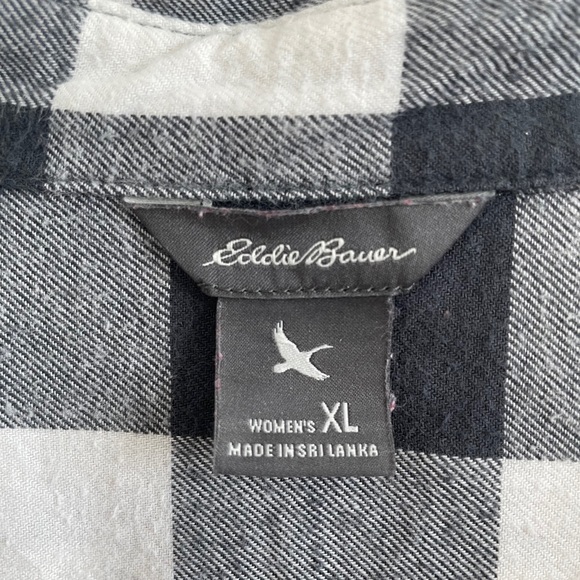 Eddie Bauer
WOMEN'S XL
MADE IN SRI LANKA